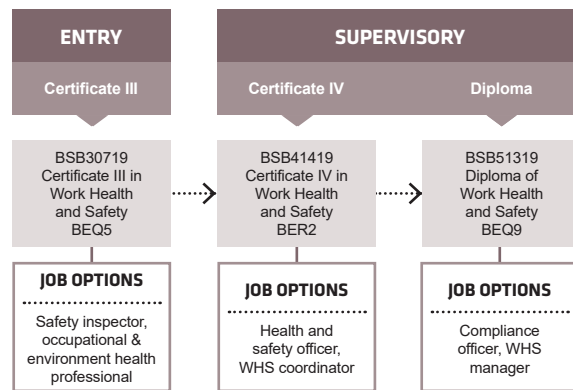 ENTRY
SUPERVISORY
Certificate III
Certificate IV
Diploma
BSB30719
Certificate III in
Work Health
and Safety
BEQ5
BSB41419
Certificate IV in
Work Health
and Safety
BER2
BSB51319
Diploma of
Work Health
and Safety
BEQ9
JOB OPTIONS
Safety inspector,
occupational &
environment health
professional
JOB OPTIONS
Health and
safety officer,
WHS coordinator
JOB OPTIONS
Compliance
officer, WHS
manager